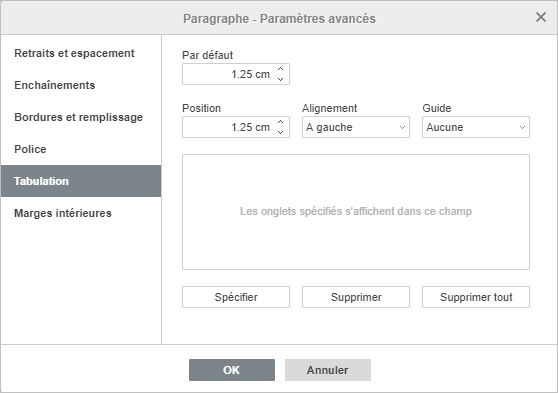 Paragraphe - Paramètres avancés
Retraits et espacement
Enchaînements
Bordures et remplissage
Police
Tabulation
Marges intérieures
Par défaut
1.25 cm
Position Alignement Guide
1.25 cm A gauche Aucune
Les onglets spécifiés s'affichent dans ce champ
Spécifier Supprimer Supprimer tout
OK Annuler